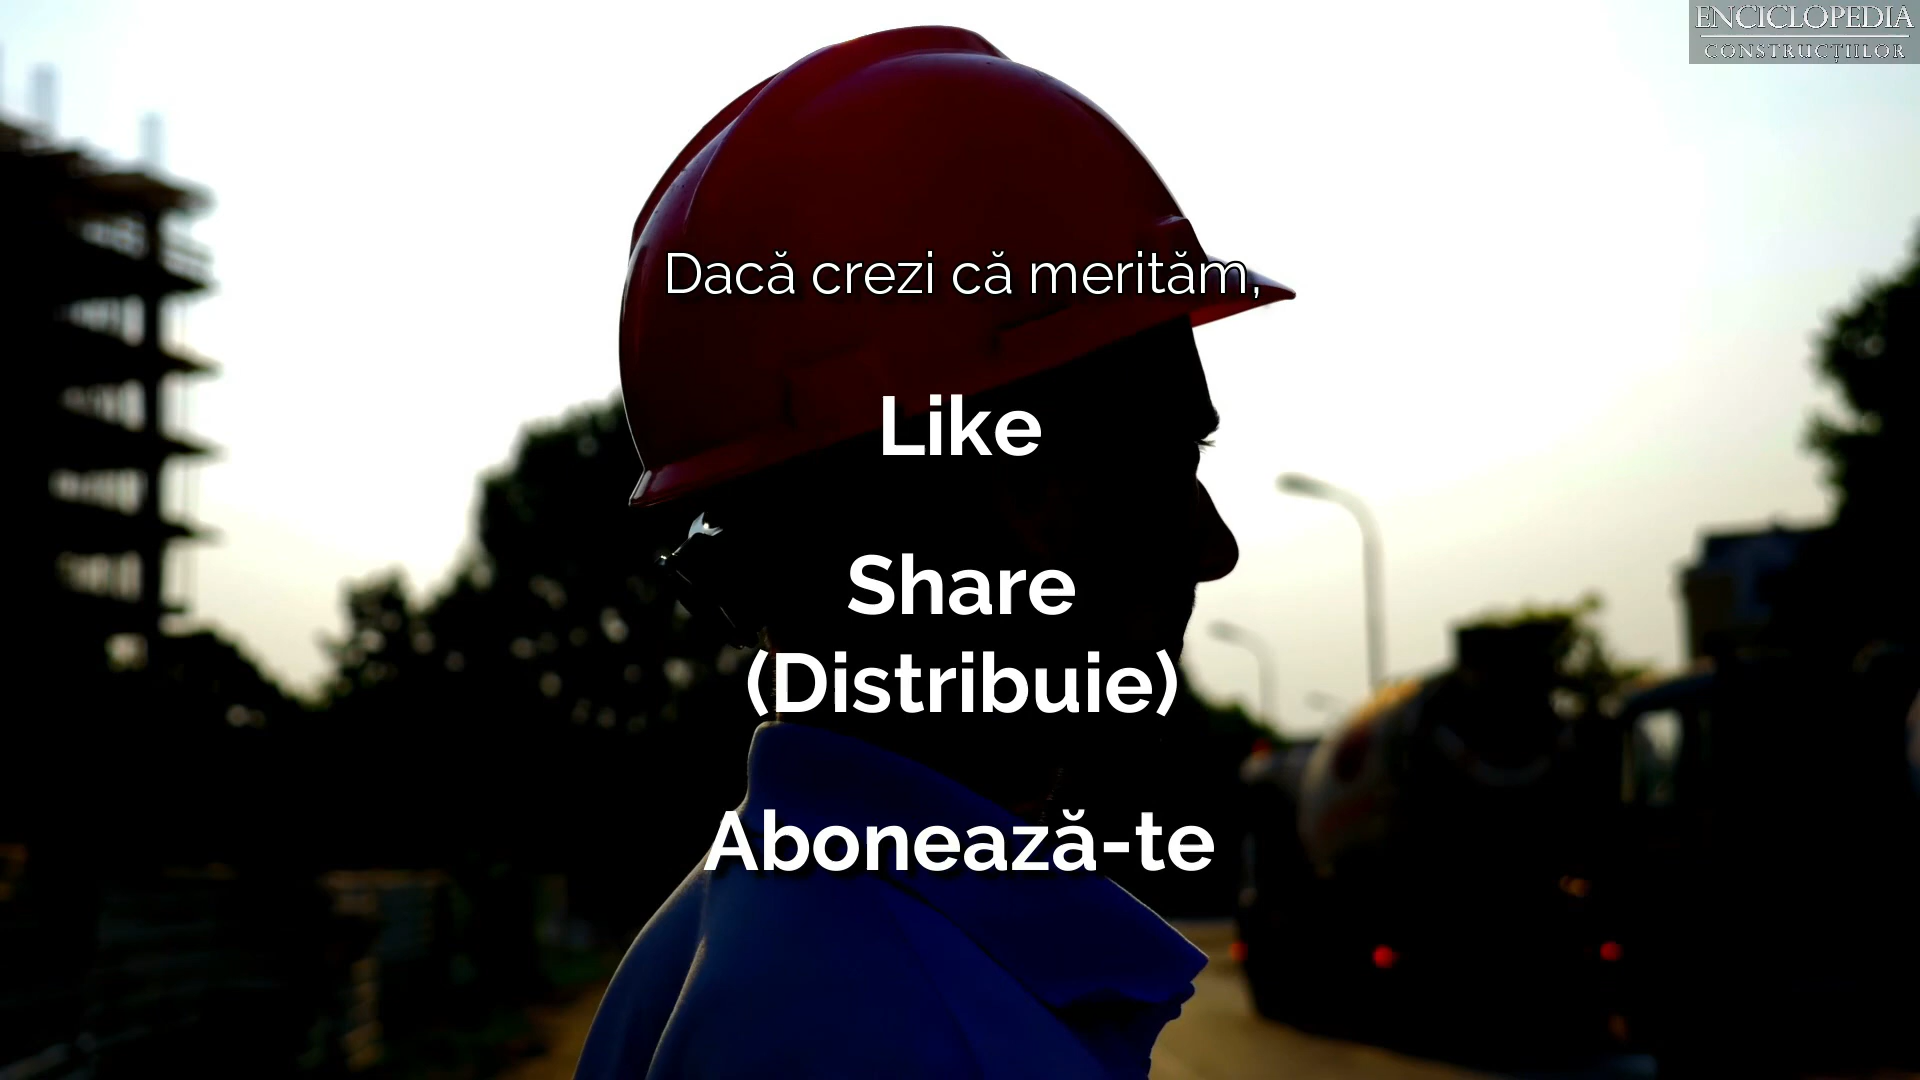 ENCICLOPEDIA
CONSTRUCȚIILOR
Dacă crezi că merităm,
Like
Share
(Distribuie)
Abonează-te